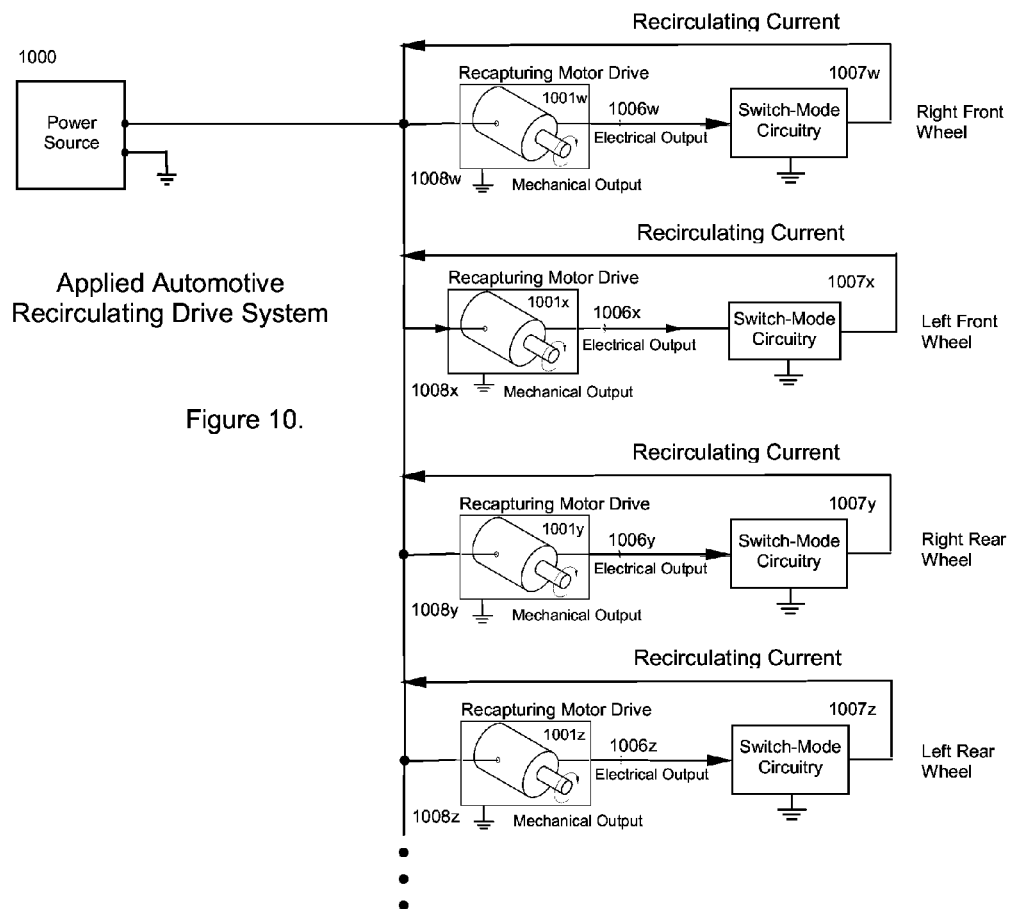 Recirculating Current
1000
Power
Source
Recapturing Motor Drive
1001w
1006w
Electrical Output
1007w
Switch-Mode
Circuitry
Right Front
Wheel
1008w
Mechanical Output
Recirculating Current
Applied Automotive
Recirculating Drive System
Recapturing Motor Drive
1001x
1006x
Electrical Output
1007x
Switch-Mode
Circuitry
Left Front
Wheel
1008x
Mechanical Output
Figure 10.
Recirculating Current
Recapturing Motor Drive
1001y
1006y
Electrical Output
1007y
Switch-Mode
Circuitry
Right Rear
Wheel
1008y
Mechanical Output
Recirculating Current
Recapturing Motor Drive
1001z
1006z
Electrical Output
1007z
Switch-Mode
Circuitry
Left Rear
Wheel
1008z
Mechanical Output